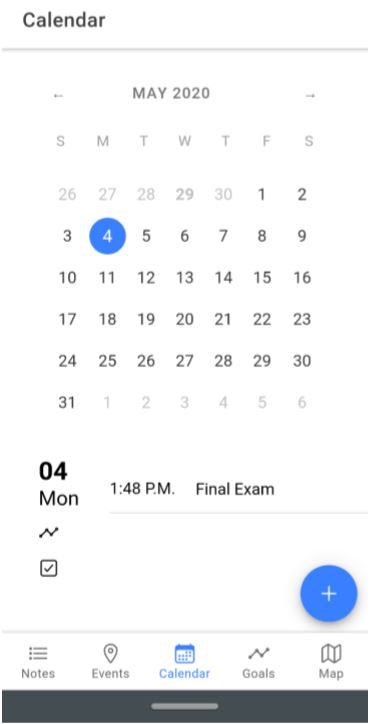 Calendar
← MAY 2020 →
S M T W T F S
26 27 28 29 30 1 2
3 4 5 6 7 8 9
10 11 12 13 14 15 16
17 18 19 20 21 22 23
24 25 26 27 28 29 30
31 1 2 3 4 5 6
04
Mon
1:48 P.M. Final Exam
+
Notes Events Calendar Goals Map